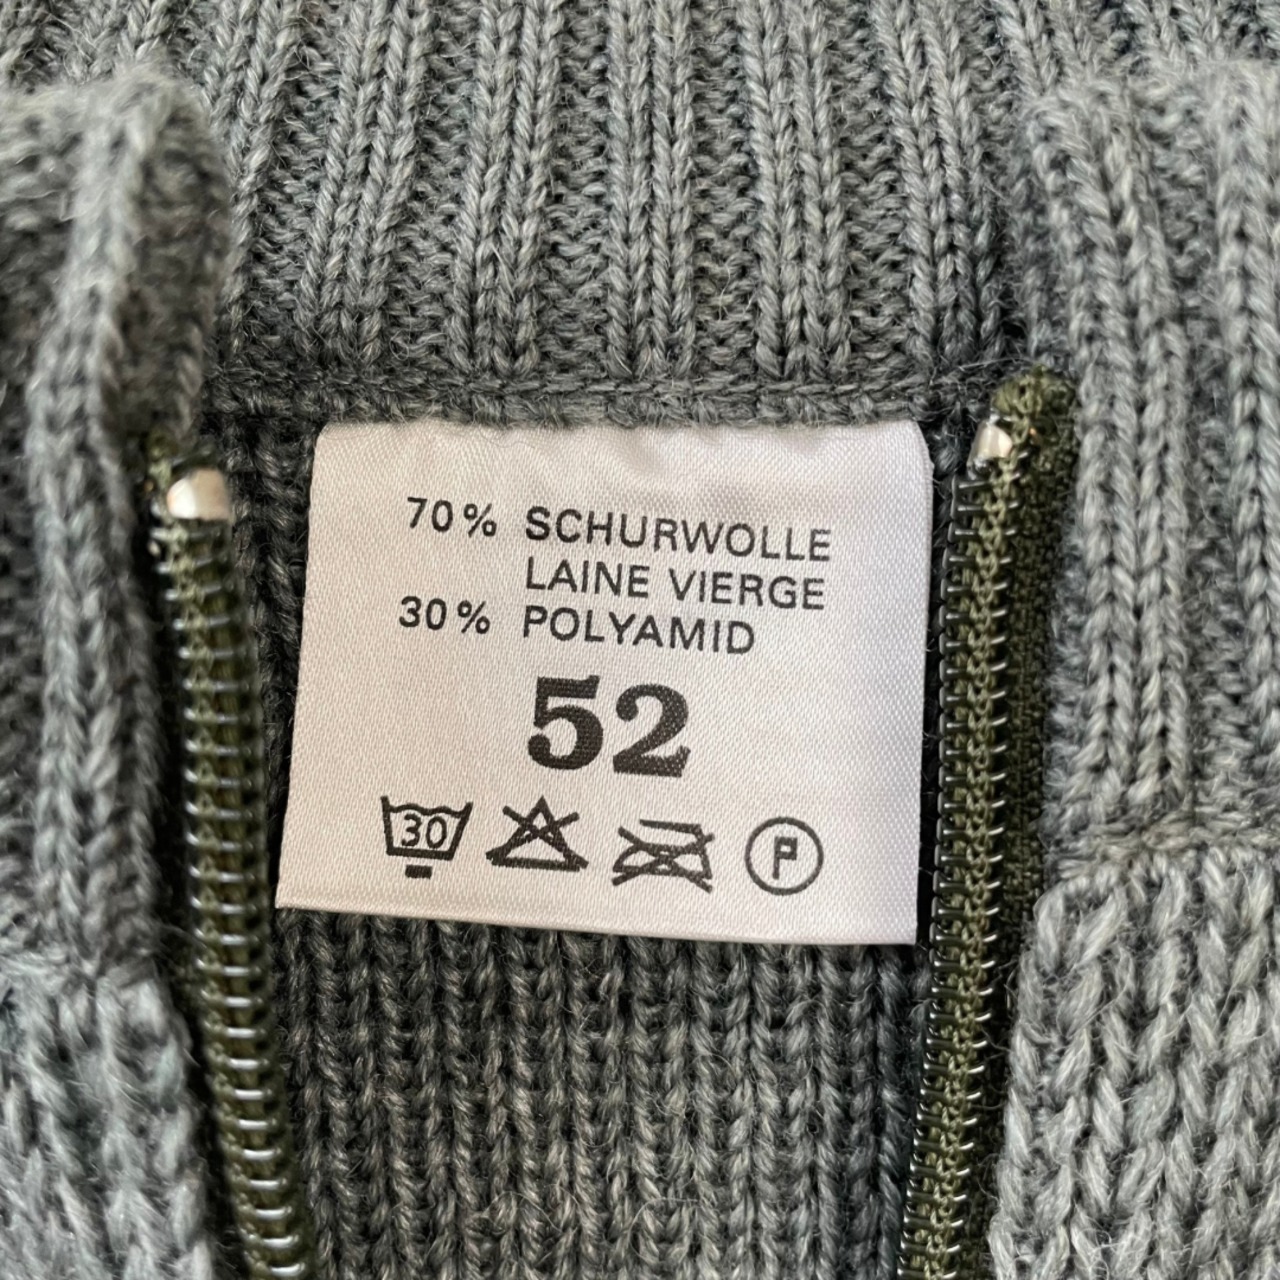 70% SCHURWOLLE
LAINE VIERGE
30% POLYAMID
52
30
P